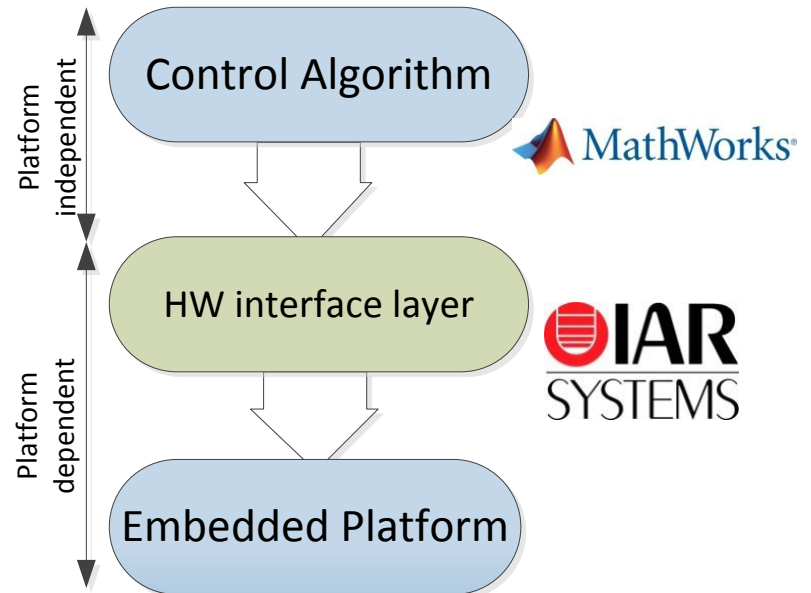 Platform
independent
Control Algorithm
MathWorks®
HW interface layer
IAR
SYSTEMS
Platform
dependent
Embedded Platform